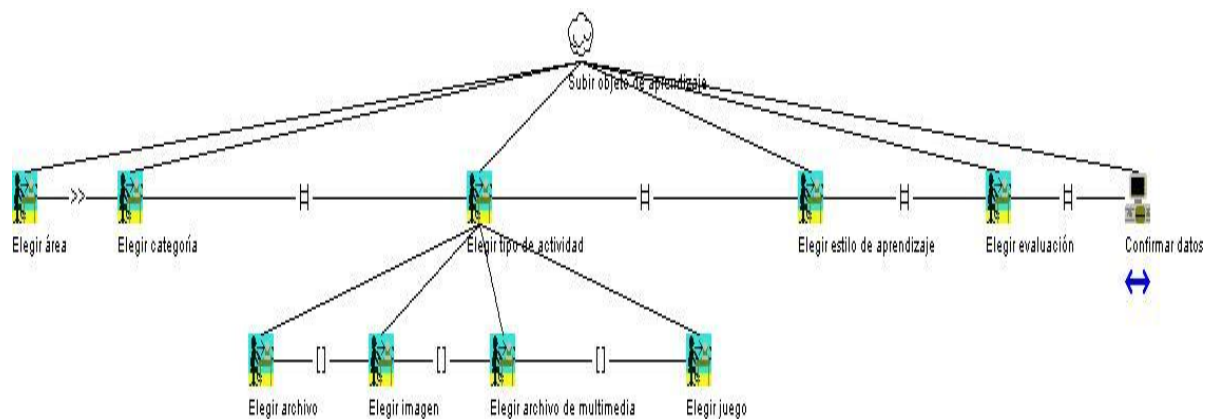 Subir objeto de aprendizaje
>> |=| |=| |=| |=|
Elegir área Elegir categoría Elegir tipo de actividad Elegir estilo de aprendizaje Elegir evaluación Confirmar datos
[] [] []
Elegir archivo Elegir imagen Elegir archivo de multimedia Elegir juego